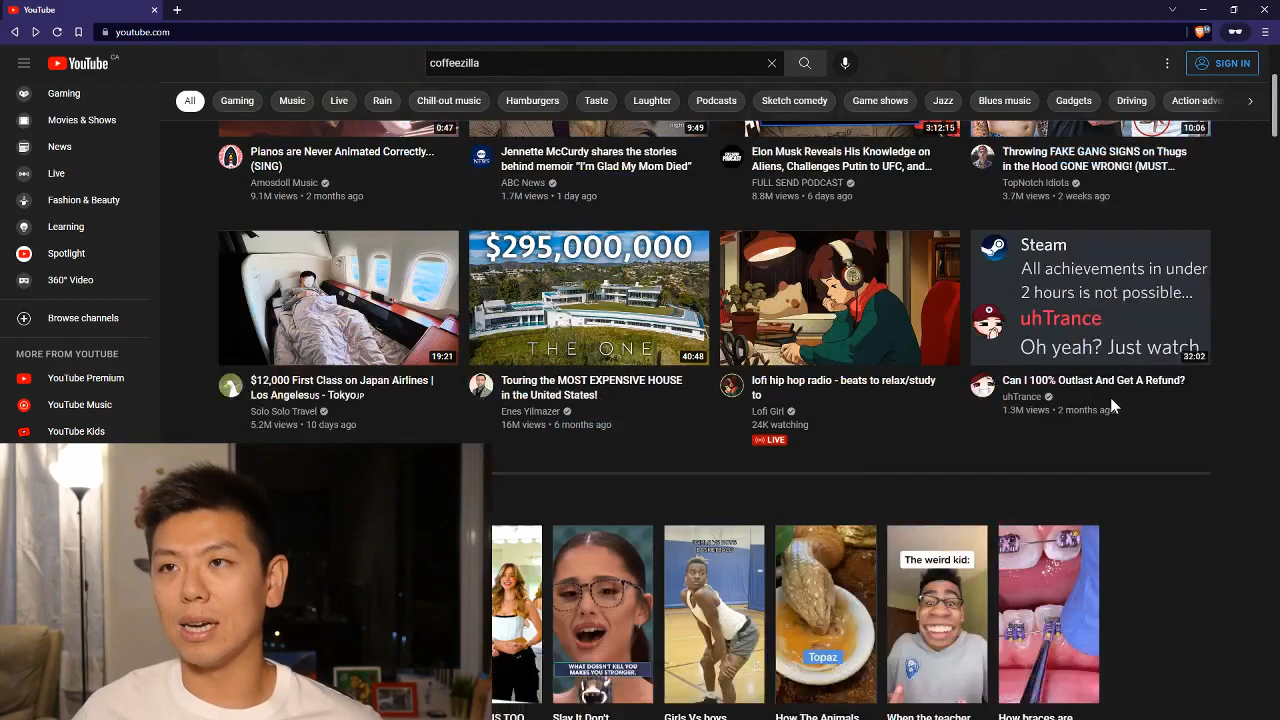 YouTube
youtube.com
YouTube CA
coffeezilla
SIGN IN
All
Gaming
Music
Live
Rain
Chill-out music
Hamburgers
Taste
Laughter
Podcasts
Sketch comedy
Game shows
Jazz
Blues music
Gadgets
Driving
Action-adve
Gaming
Movies & Shows
News
Live
Fashion & Beauty
Learning
Spotlight
360° Video
Browse channels
MORE FROM YOUTUBE
YouTube Premium
YouTube Music
YouTube Kids
0:47
Pianos are Never Animated Correctly...
(SING)
Amosdoll Music
9.1M views • 2 months ago
9:49
Jennette McCurdy shares the stories
behind memoir “I'm Glad My Mom Died”
ABC News
1.7M views • 1 day ago
3:12:15
Elon Musk Reveals His Knowledge on
Aliens, Challenges Putin to UFC, and…
FULL SEND PODCAST
8.8M views • 6 days ago
10:06
Throwing FAKE GANG SIGNS on Thugs
in the Hood GONE WRONG! (MUST…
TopNotch Idiots
3.7M views • 2 weeks ago
19:21
$12,000 First Class on Japan Airlines |
Los Angelesus - Tokyojp
Solo Solo Travel
5.2M views • 10 days ago
$295,000,000
THE ONE
40:48
Touring the MOST EXPENSIVE HOUSE
in the United States!
Enes Yilmazer
16M views • 6 months ago
lofi hip hop radio - beats to relax/study
to
Lofi Girl
24K watching
LIVE
Steam
All achievements in under
2 hours is not possible...
uhTrance
Oh yeah? Just watch
32:02
Can I 100% Outlast And Get A Refund?
uhTrance
1.3M views • 2 months ago
WHAT DOESN'T KILL YOU
MAKES YOU STRONGER.
Topaz
The weird kid:
IS TOO
Slay It Don't
Girls Vs boys
How The Animals
When the teacher
How braces are